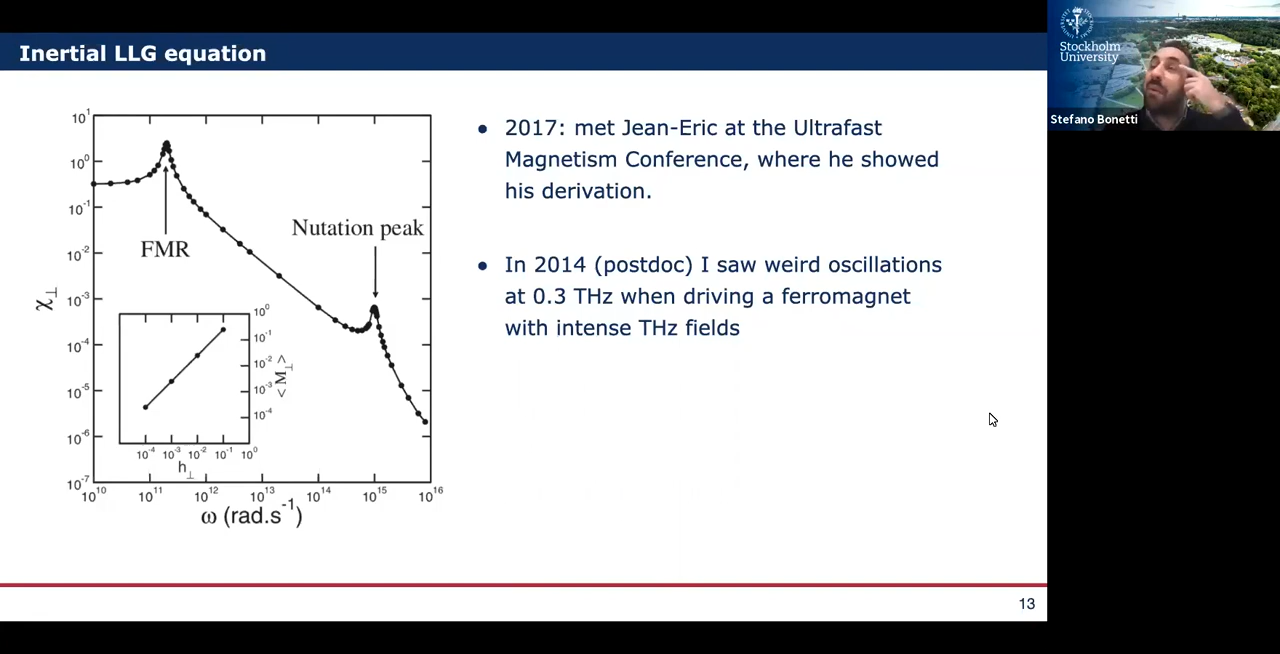 Inertial LLG equation
Stockholm
University
Stefano Bonetti
10^1
10^0
10^-1
10^-2
10^-3
10^-4
10^-5
10^-6
10^-7
χ⊥
FMR
Nutation peak
10^0
10^-1
10^-2
10^-3
10^-4
< M⊥ >
10^-4 10^-3 10^-2 10^-1 10^0
h⊥
10^10 10^11 10^12 10^13 10^14 10^15 10^16
ω (rad.s^-1)
• 2017: met Jean-Eric at the Ultrafast
Magnetism Conference, where he showed
his derivation.
• In 2014 (postdoc) I saw weird oscillations
at 0.3 THz when driving a ferromagnet
with intense THz fields
13